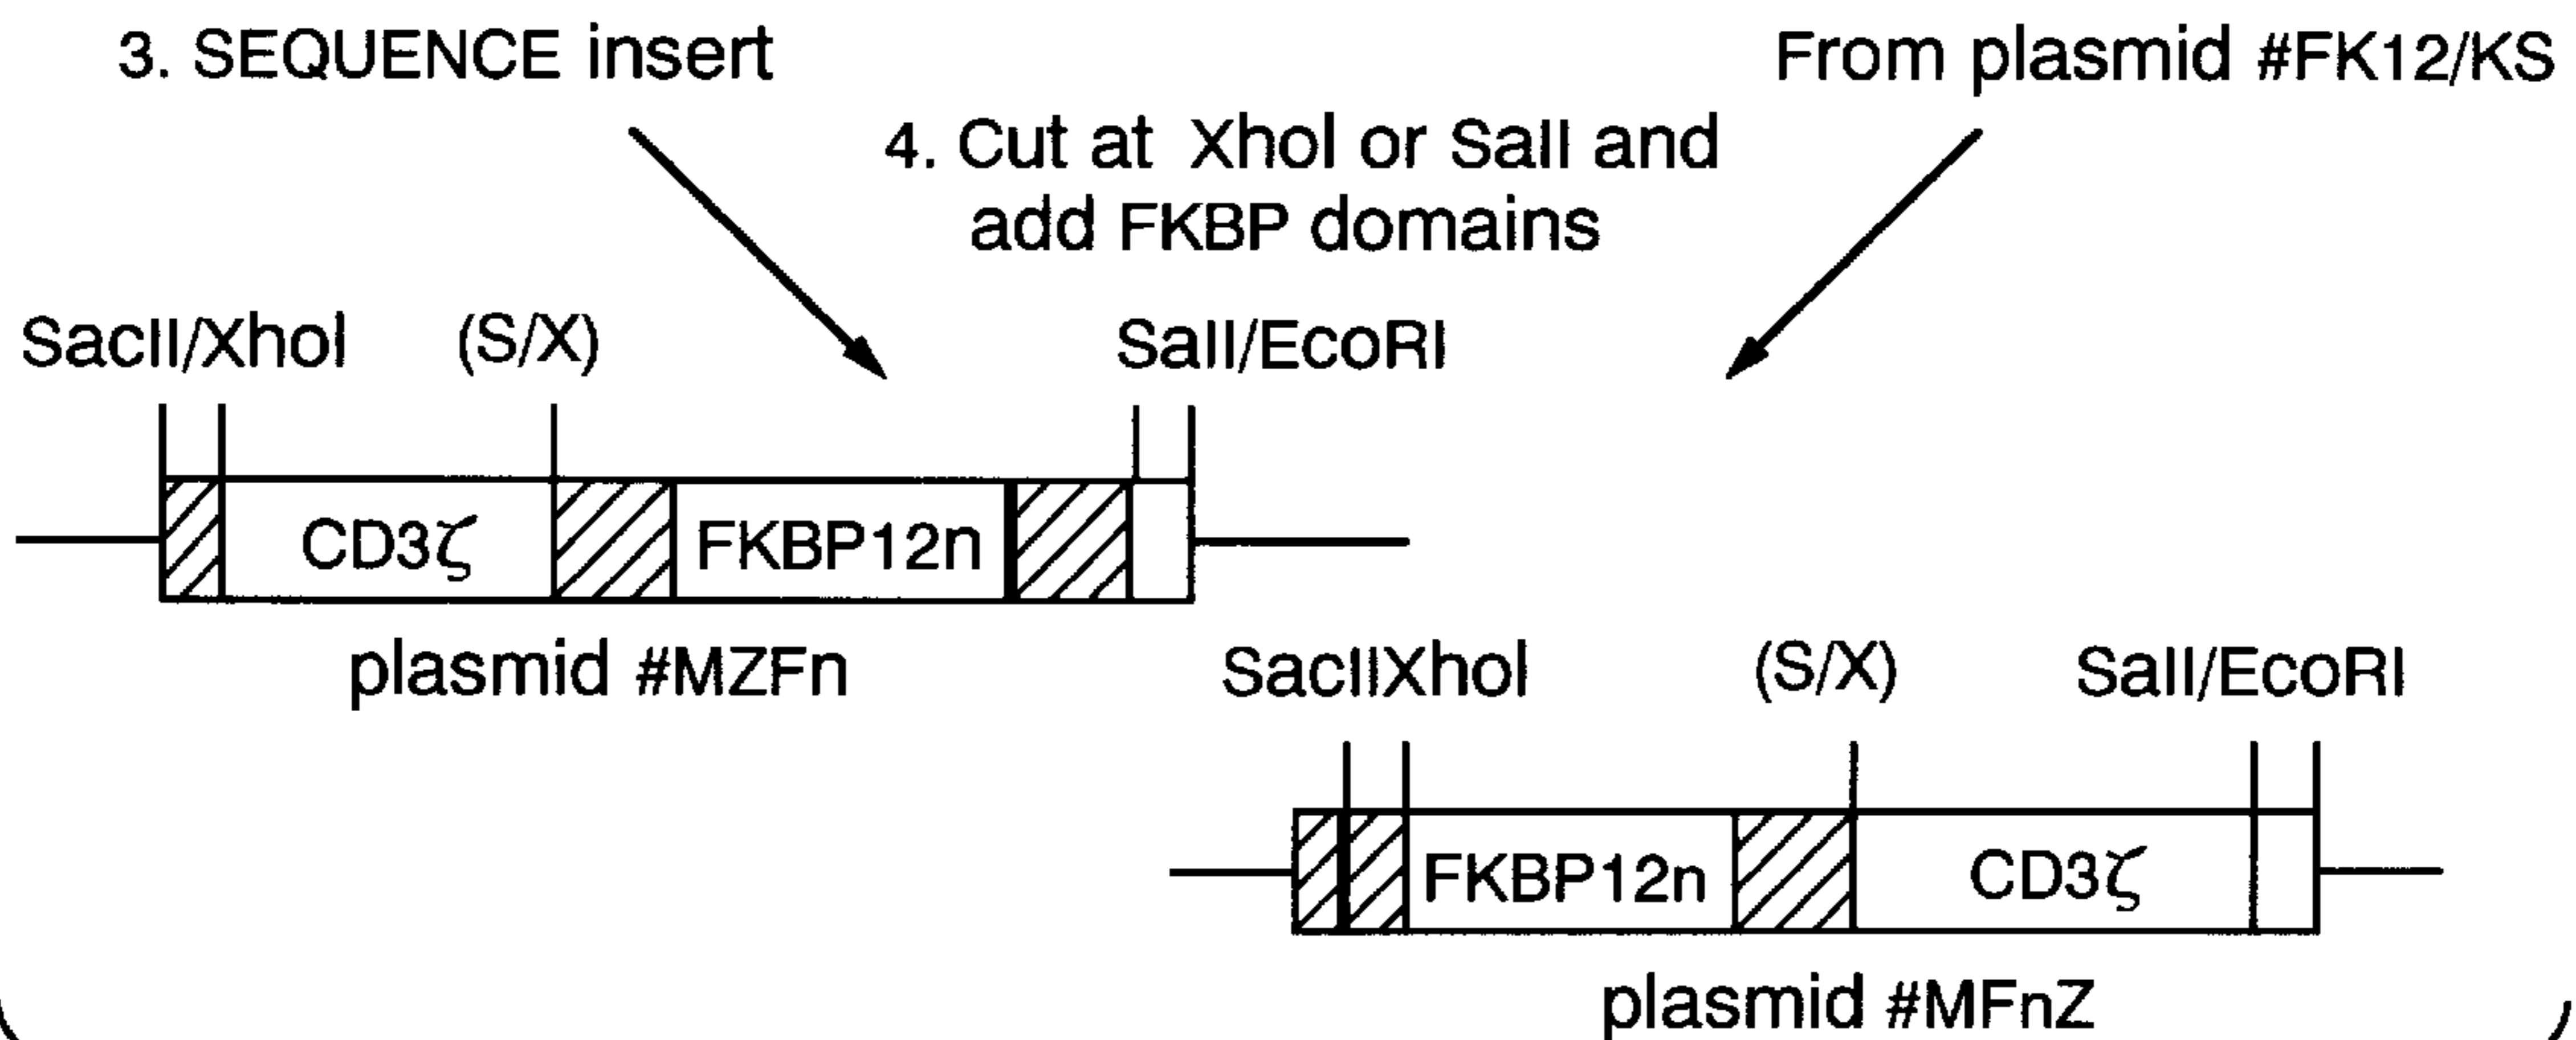 3. SEQUENCE insert
From plasmid #FK12/KS
4. Cut at XhoI or SalI and
add FKBP domains
SacII/XhoI (S/X) SalI/EcoRI
CD3ζ FKBP12n
plasmid #MZFn
SacIIXhoI (S/X) SalI/EcoRI
FKBP12n CD3ζ
plasmid #MFnZ